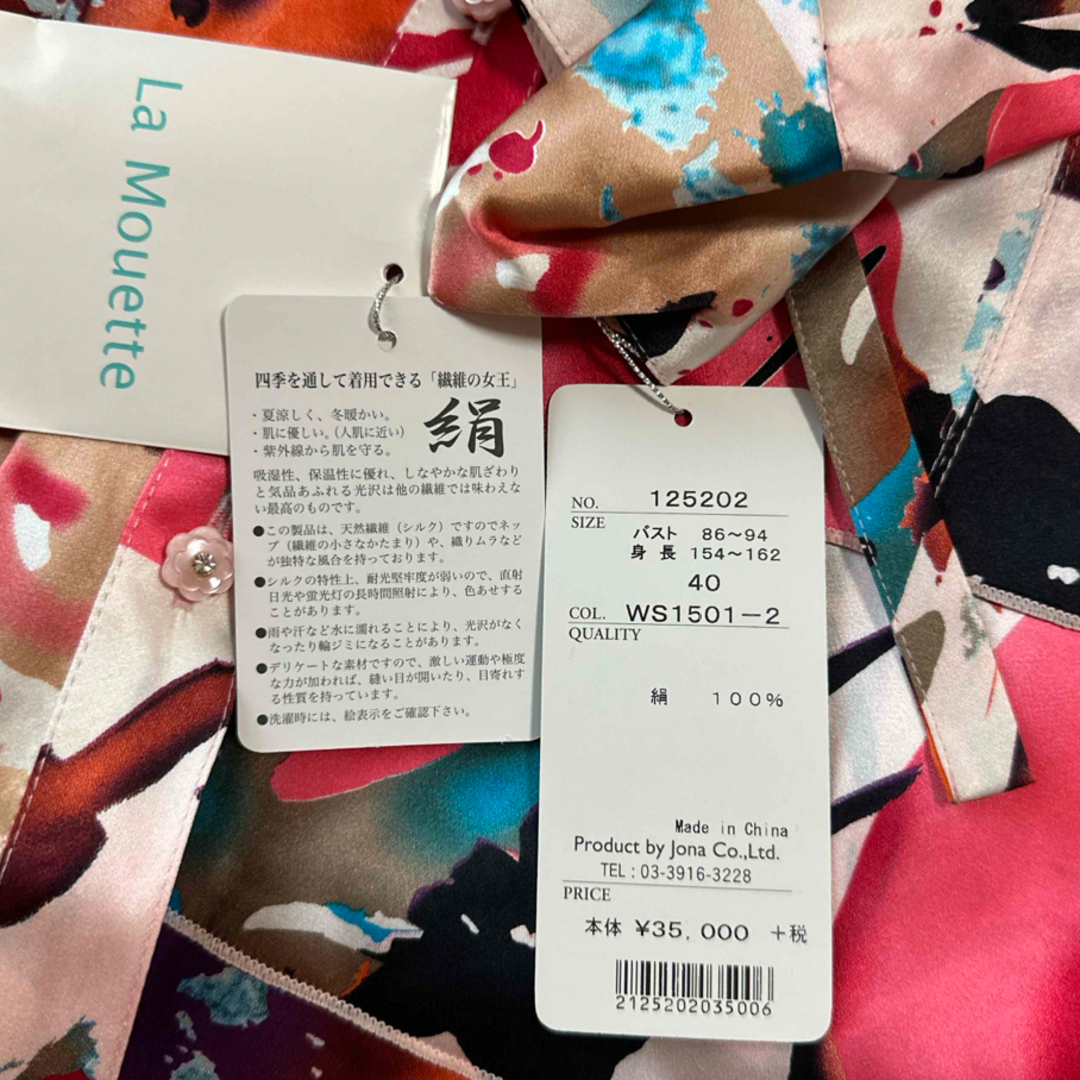 La Mouette
四季を通して着用できる「繊維の女王」
・夏涼しく、冬暖かい。
・肌に優しい。（人肌に近い）
・紫外線から肌を守る。
絹
吸湿性、保温性に優れ、しなやかな肌ざわり
と気品あふれる光沢は他の繊維では味わえな
い最高のものです。
●この製品は、天然繊維（シルク）ですのでネッ
プ（繊維の小さなかたまり）や、織りムラなど
が独特な風合を持っております。
●シルクの特性上、耐光堅牢度が弱いので、直射
日光や蛍光灯の長時間照射により、色あせする
ことがあります。
●雨や汗など水に濡れることにより、光沢がなく
なったり輪ジミになることがあります。
●デリケートな素材ですので、激しい運動や極度
な力が加われば、縫い目が開いたり、目寄れす
る性質を持っています。
●洗濯時には、絵表示をご確認下さい。
NO. 125202
SIZE バスト 86～94
身長 154～162
40
COL. WS1501－2
QUALITY
絹 100%
Made in China
Product by Jona Co.,Ltd.
TEL : 03-3916-3228
PRICE
本体 ¥35,000 +税
2125202035006